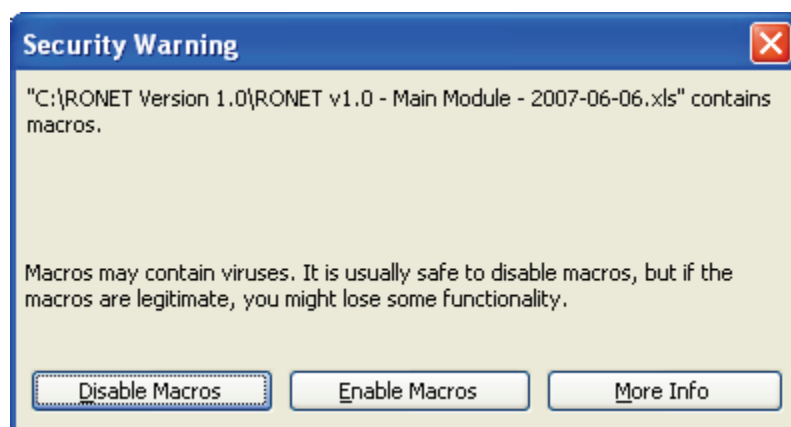 Security Warning
"C:\RONET Version 1.0\RONET v1.0 - Main Module - 2007-06-06.xls" contains
macros.
Macros may contain viruses. It is usually safe to disable macros, but if the
macros are legitimate, you might lose some functionality.
Disable Macros
Enable Macros
More Info